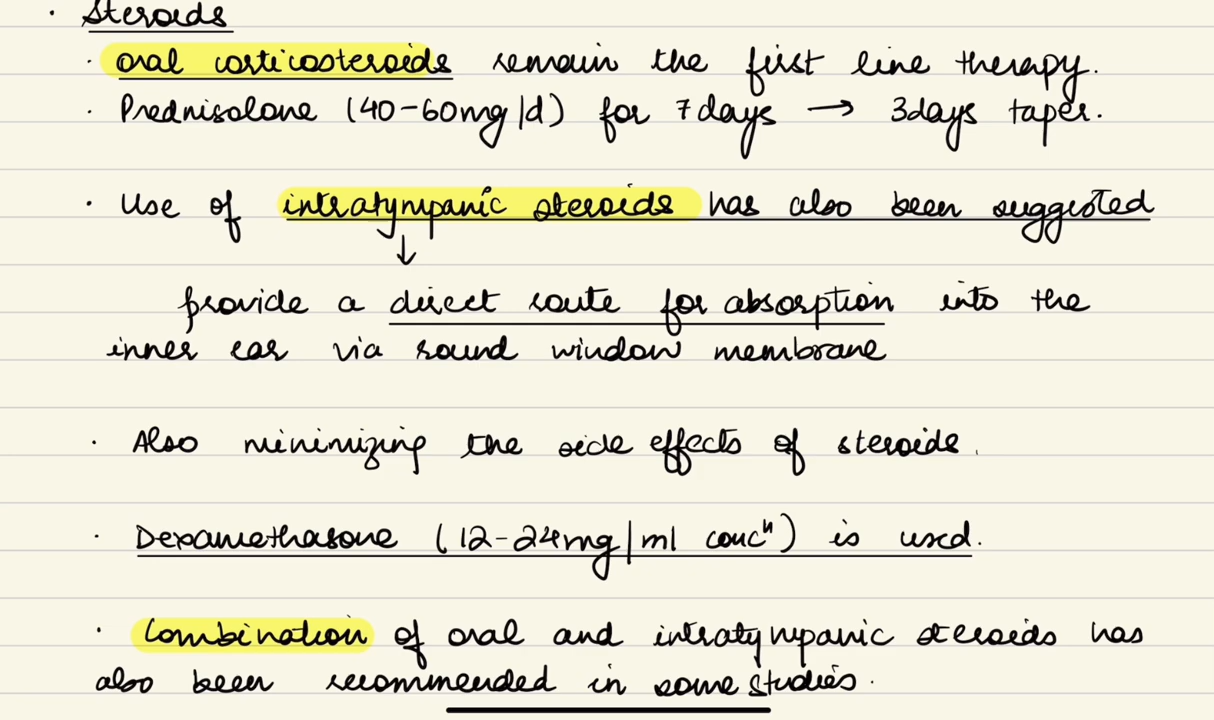 · Steroids
· oral corticosteroids remain the first line therapy.
· Prednisolone (40-60mg/d) for 7days → 3days taper.
· Use of intratympanic steroids has also been suggested
↓
provide a direct route for absorption into the
inner ear via round window membrane
· Also minimizing the side effects of steroids.
· Dexamethasone (12-24mg/ml concⁿ) is used.
· Combination of oral and intratympanic steroids has
also been recommended in some studies.